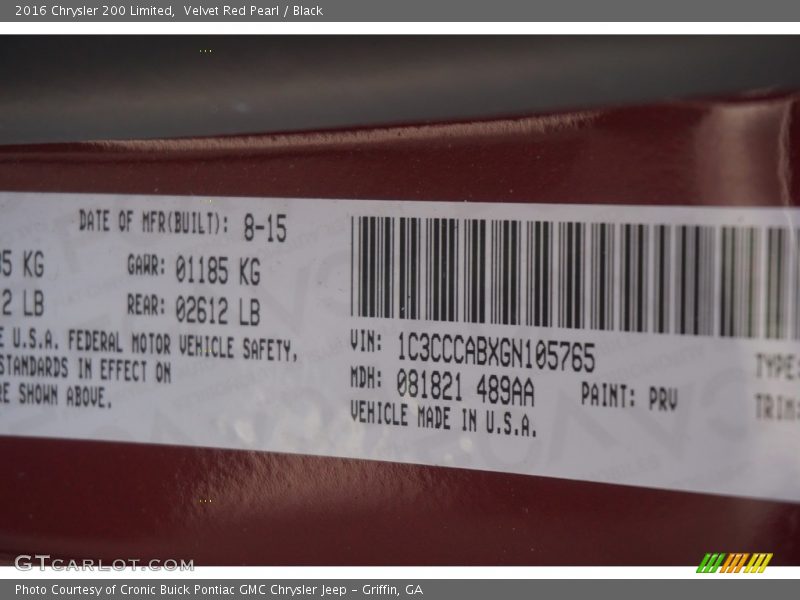 2016 Chrysler 200 Limited, Velvet Red Pearl / Black
DATE OF MFR(BUILT): 8-15
5 KG GAWR: 01185 KG
2 LB REAR: 02612 LB
U.S.A. FEDERAL MOTOR VEHICLE SAFETY,
STANDARDS IN EFFECT ON
SHOWN ABOVE.
VIN: 1C3CCCABXGN105765
MDH: 081821 489AA PAINT: PRV
VEHICLE MADE IN U.S.A.
TYPE:
TRIM:
GTCARLOT.COM
Photo Courtesy of Cronic Buick Pontiac GMC Chrysler Jeep - Griffin, GA